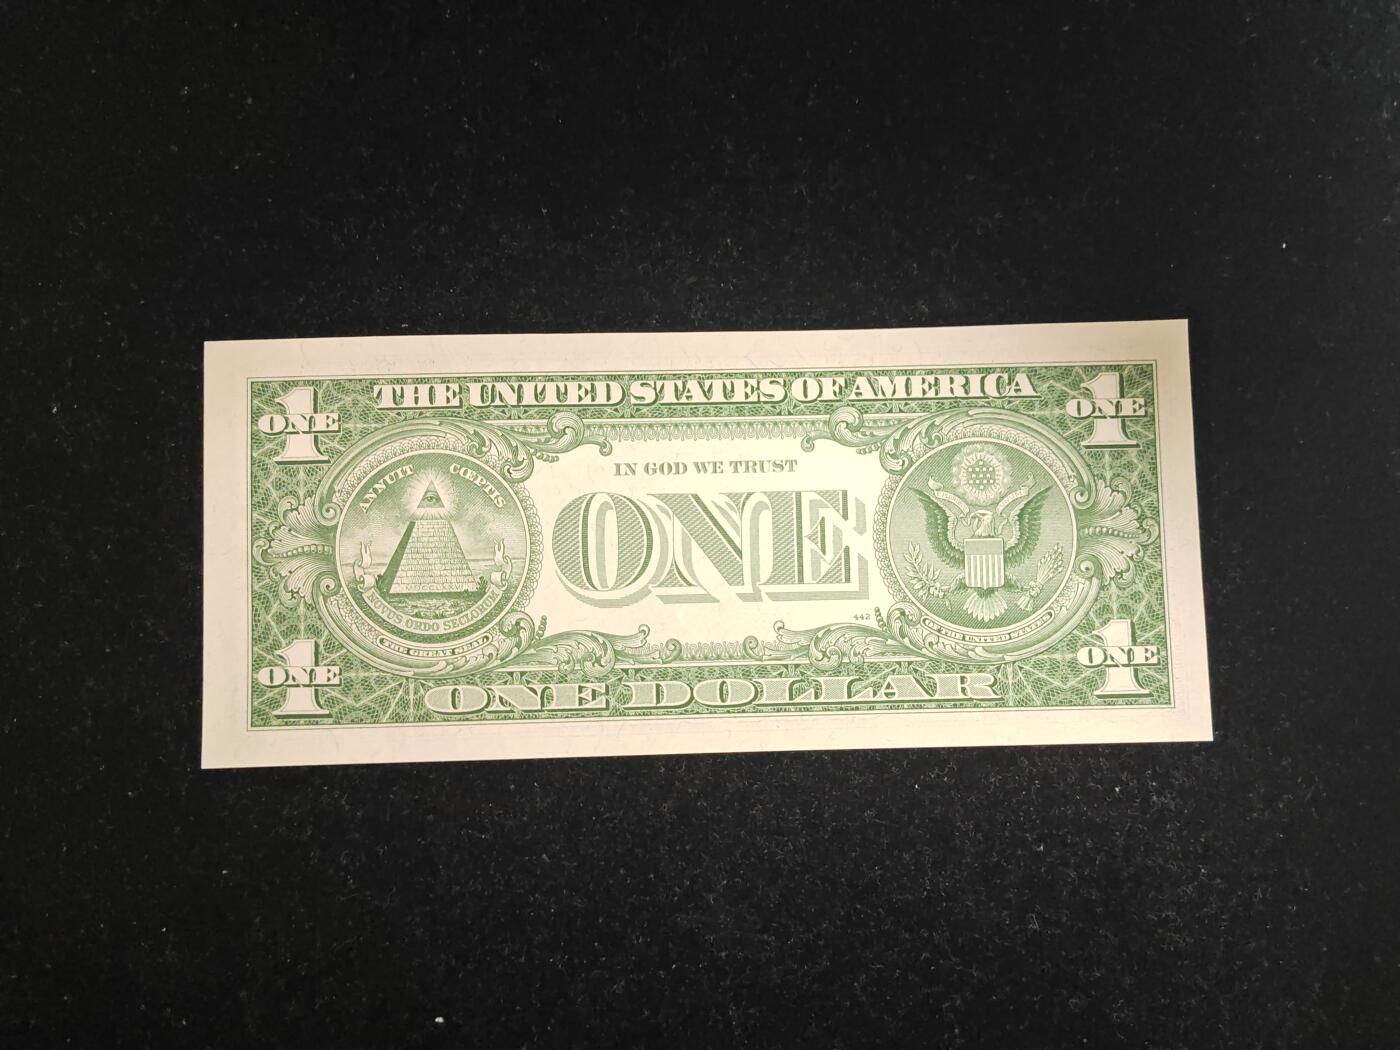 THE UNITED STATES OF AMERICA
1
ONE
1
ONE
IN GOD WE TRUST
ANNUIT CŒPTIS
ONE
442
NOVUS ORDO SECLORUM
THE GREAT SEAL
OF THE UNITED STATES
1
ONE
1
ONE
ONE DOLLAR